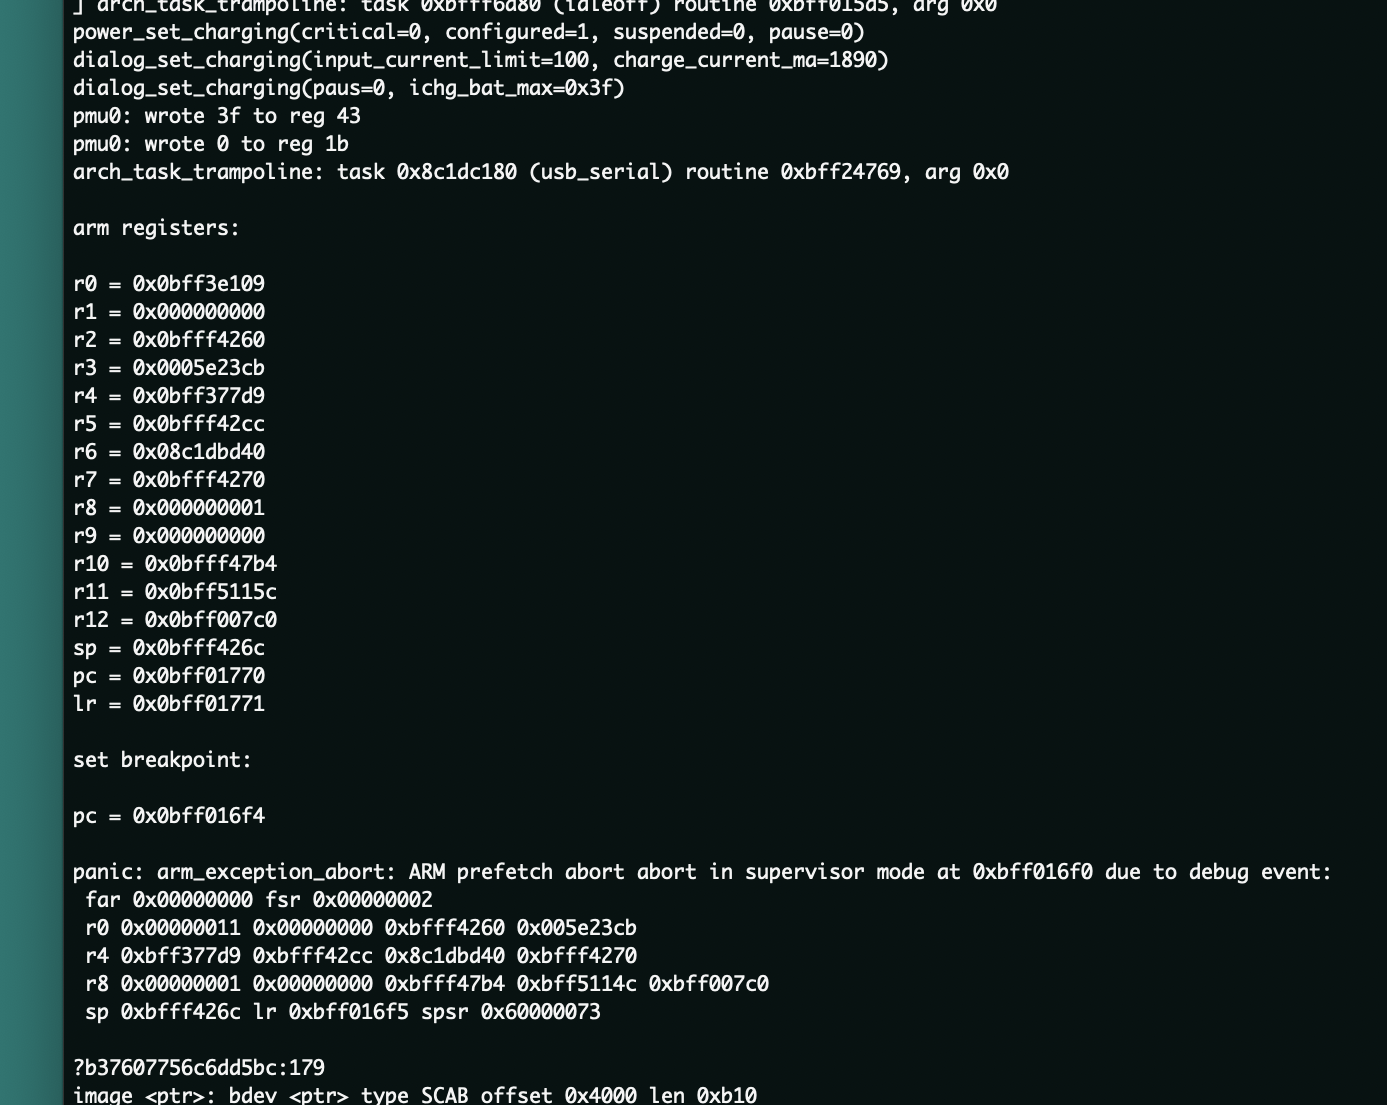 ] arch_task_trampoline: task 0xbfff6a80 (idleoff) routine 0xbff015a5, arg 0x0
power_set_charging(critical=0, configured=1, suspended=0, pause=0)
dialog_set_charging(input_current_limit=100, charge_current_ma=1890)
dialog_set_charging(paus=0, ichg_bat_max=0x3f)
pmu0: wrote 3f to reg 43
pmu0: wrote 0 to reg 1b
arch_task_trampoline: task 0x8c1dc180 (usb_serial) routine 0xbff24769, arg 0x0
arm registers:
r0 = 0x0bff3e109
r1 = 0x000000000
r2 = 0x0bfff4260
r3 = 0x0005e23cb
r4 = 0x0bff377d9
r5 = 0x0bfff42cc
r6 = 0x08c1dbd40
r7 = 0x0bfff4270
r8 = 0x000000001
r9 = 0x000000000
r10 = 0x0bfff47b4
r11 = 0x0bff5115c
r12 = 0x0bff007c0
sp = 0x0bfff426c
pc = 0x0bff01770
lr = 0x0bff01771
set breakpoint:
pc = 0x0bff016f4
panic: arm_exception_abort: ARM prefetch abort abort in supervisor mode at 0xbff016f0 due to debug event:
far 0x00000000 fsr 0x00000002
r0 0x00000011 0x00000000 0xbfff4260 0x005e23cb
r4 0xbff377d9 0xbfff42cc 0x8c1dbd40 0xbfff4270
r8 0x00000001 0x00000000 0xbfff47b4 0xbff5114c 0xbff007c0
sp 0xbfff426c lr 0xbff016f5 spsr 0x60000073
?b37607756c6dd5bc:179
image <ptr>: bdev <ptr> type SCAB offset 0x4000 len 0xb10